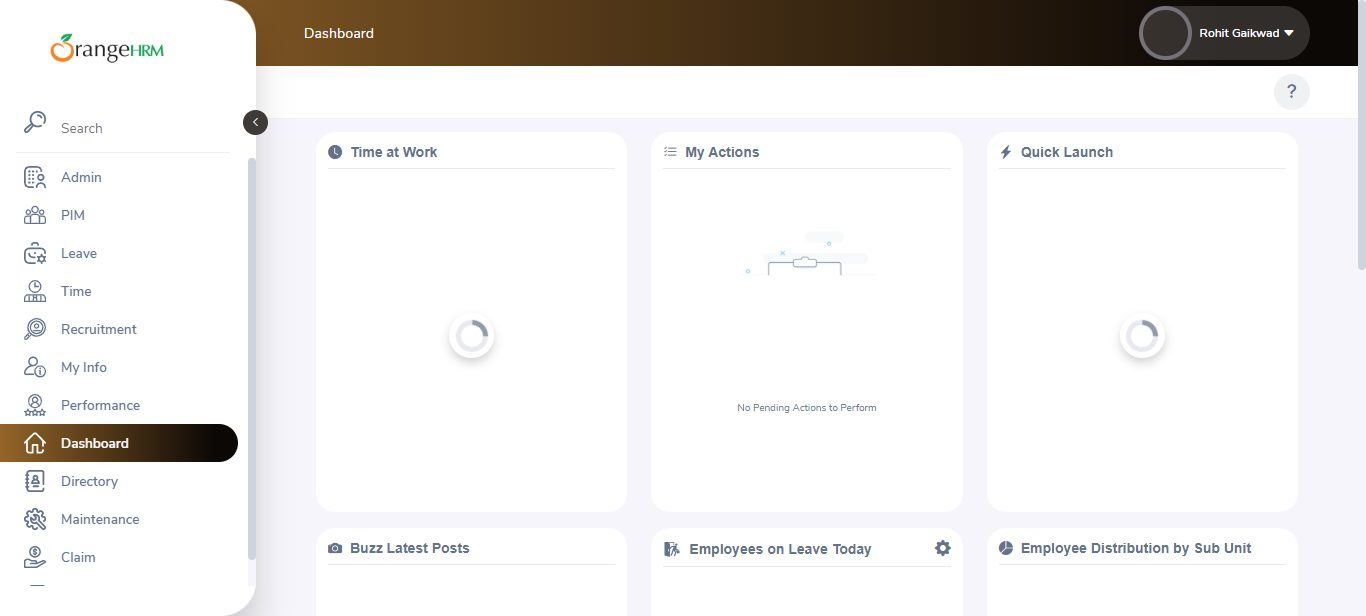 OrangeHRM
Dashboard
Rohit Gaikwad
?
Search
Admin
PIM
Leave
Time
Recruitment
My Info
Performance
Dashboard
Directory
Maintenance
Claim
Time at Work
My Actions
Quick Launch
No Pending Actions to Perform
Buzz Latest Posts
Employees on Leave Today
Employee Distribution by Sub Unit